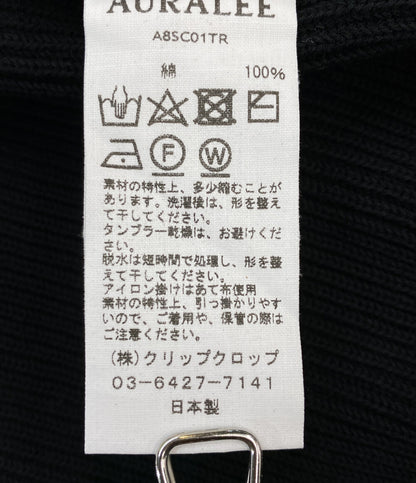 AURALEE
A8SC01TR
綿 100%
F W
素材の特性上、多少縮むことが
あります。洗濯後は、形を整え
て干してください。
タンブラー乾燥は、お避けくだ
さい。
脱水は短時間で処理し、形を整
えて干してください。
アイロン掛けはあて布使用
素材の特性上、引っ掛かりやす
いので、ご着用や、保管の際は
ご注意ください。
(株)クリップクロップ
03-6427-7141
日本製